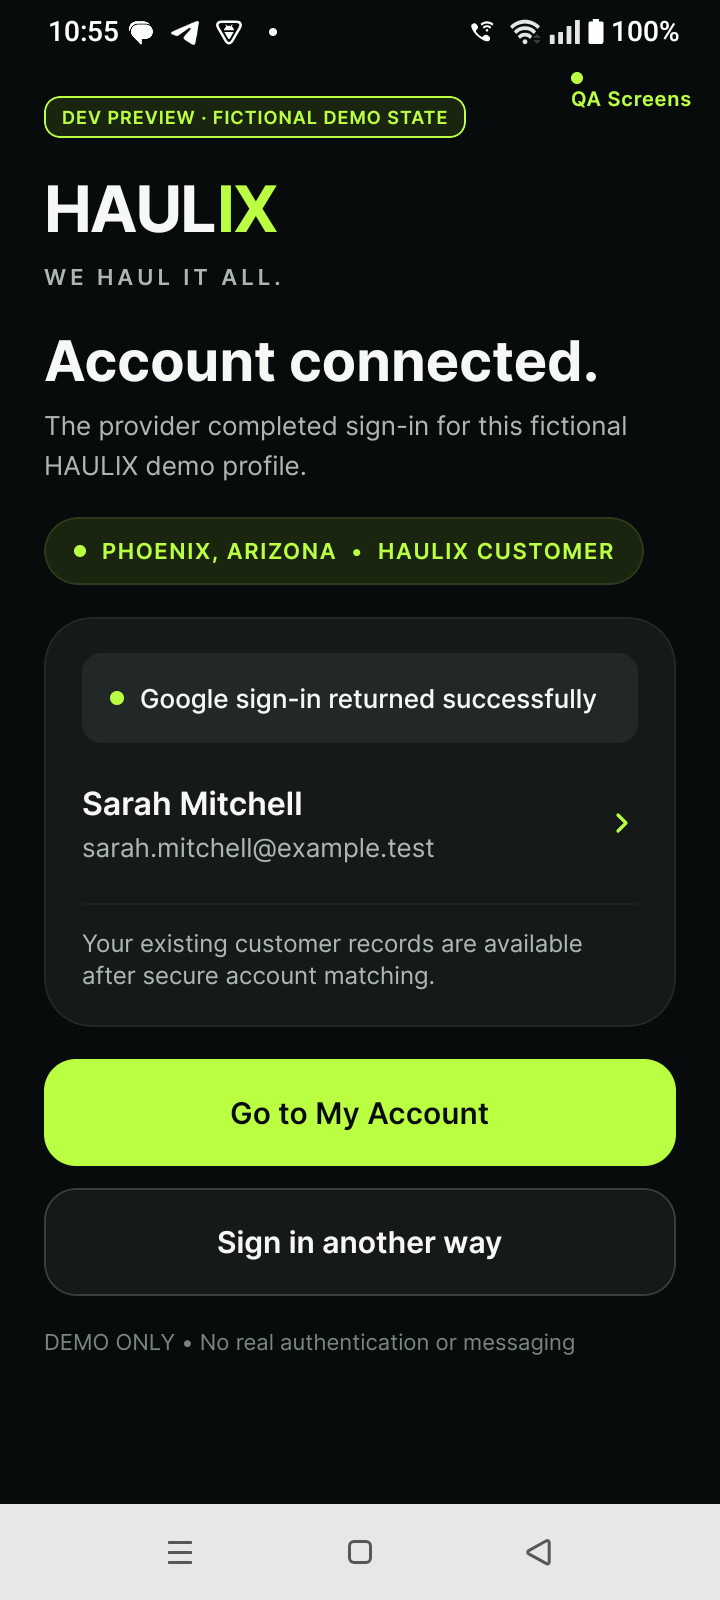 10:55
100%
QA Screens
DEV PREVIEW · FICTIONAL DEMO STATE
HAULIX
WE HAUL IT ALL.
Account connected.
The provider completed sign-in for this fictional
HAULIX demo profile.
PHOENIX, ARIZONA • HAULIX CUSTOMER
Google sign-in returned successfully
Sarah Mitchell
sarah.mitchell@example.test
Your existing customer records are available
after secure account matching.
Go to My Account
Sign in another way
DEMO ONLY • No real authentication or messaging